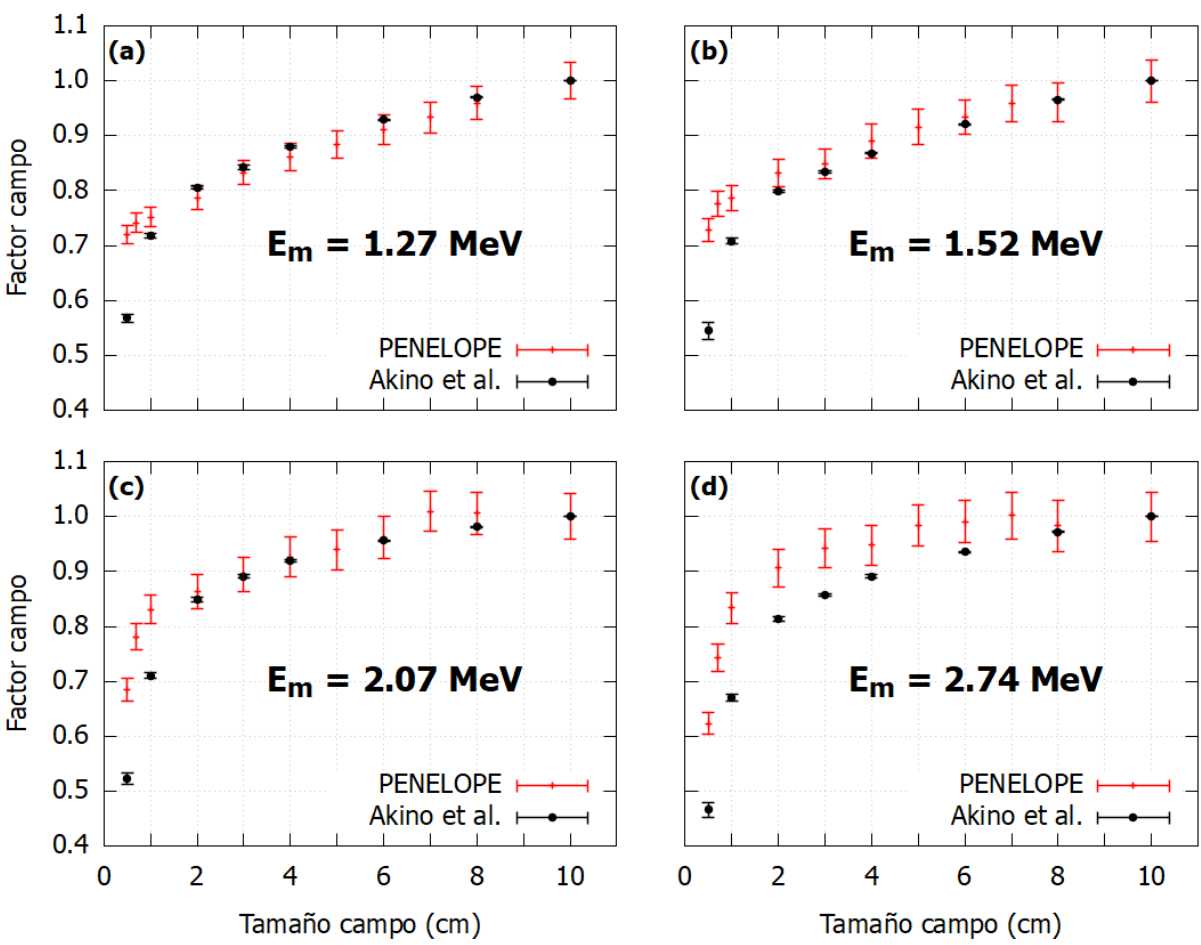 (a)
(b)
1.1
1.0
0.9
0.8
0.7
0.6
0.5
0.4
Factor campo
E_m = 1.27 MeV
PENELOPE
Akino et al.
E_m = 1.52 MeV
PENELOPE
Akino et al.
(c)
(d)
1.1
1.0
0.9
0.8
0.7
0.6
0.5
0.4
Factor campo
E_m = 2.07 MeV
PENELOPE
Akino et al.
E_m = 2.74 MeV
PENELOPE
Akino et al.
0 2 4 6 8 10
0 2 4 6 8 10
Tamaño campo (cm)
Tamaño campo (cm)